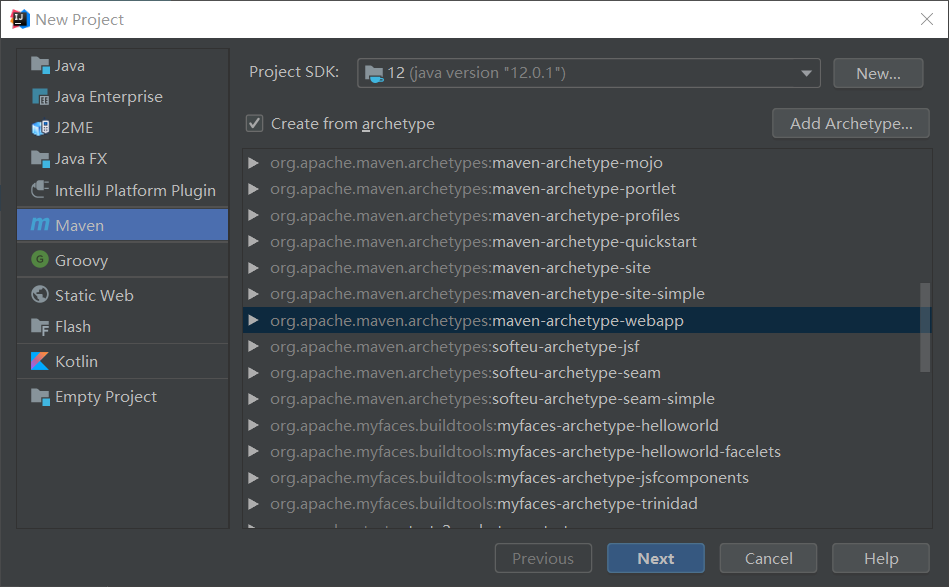 New Project
Java
Java Enterprise
J2ME
Java FX
IntelliJ Platform Plugin
Maven
Groovy
Static Web
Flash
Kotlin
Empty Project
Project SDK: 12 (java version "12.0.1") New...
Create from archetype Add Archetype...
org.apache.maven.archetypes:maven-archetype-mojo
org.apache.maven.archetypes:maven-archetype-portlet
org.apache.maven.archetypes:maven-archetype-profiles
org.apache.maven.archetypes:maven-archetype-quickstart
org.apache.maven.archetypes:maven-archetype-site
org.apache.maven.archetypes:maven-archetype-site-simple
org.apache.maven.archetypes:maven-archetype-webapp
org.apache.maven.archetypes:softeu-archetype-jsf
org.apache.maven.archetypes:softeu-archetype-seam
org.apache.maven.archetypes:softeu-archetype-seam-simple
org.apache.myfaces.buildtools:myfaces-archetype-helloworld
org.apache.myfaces.buildtools:myfaces-archetype-helloworld-facelets
org.apache.myfaces.buildtools:myfaces-archetype-jsfcomponents
org.apache.myfaces.buildtools:myfaces-archetype-trinidad
Previous Next Cancel Help